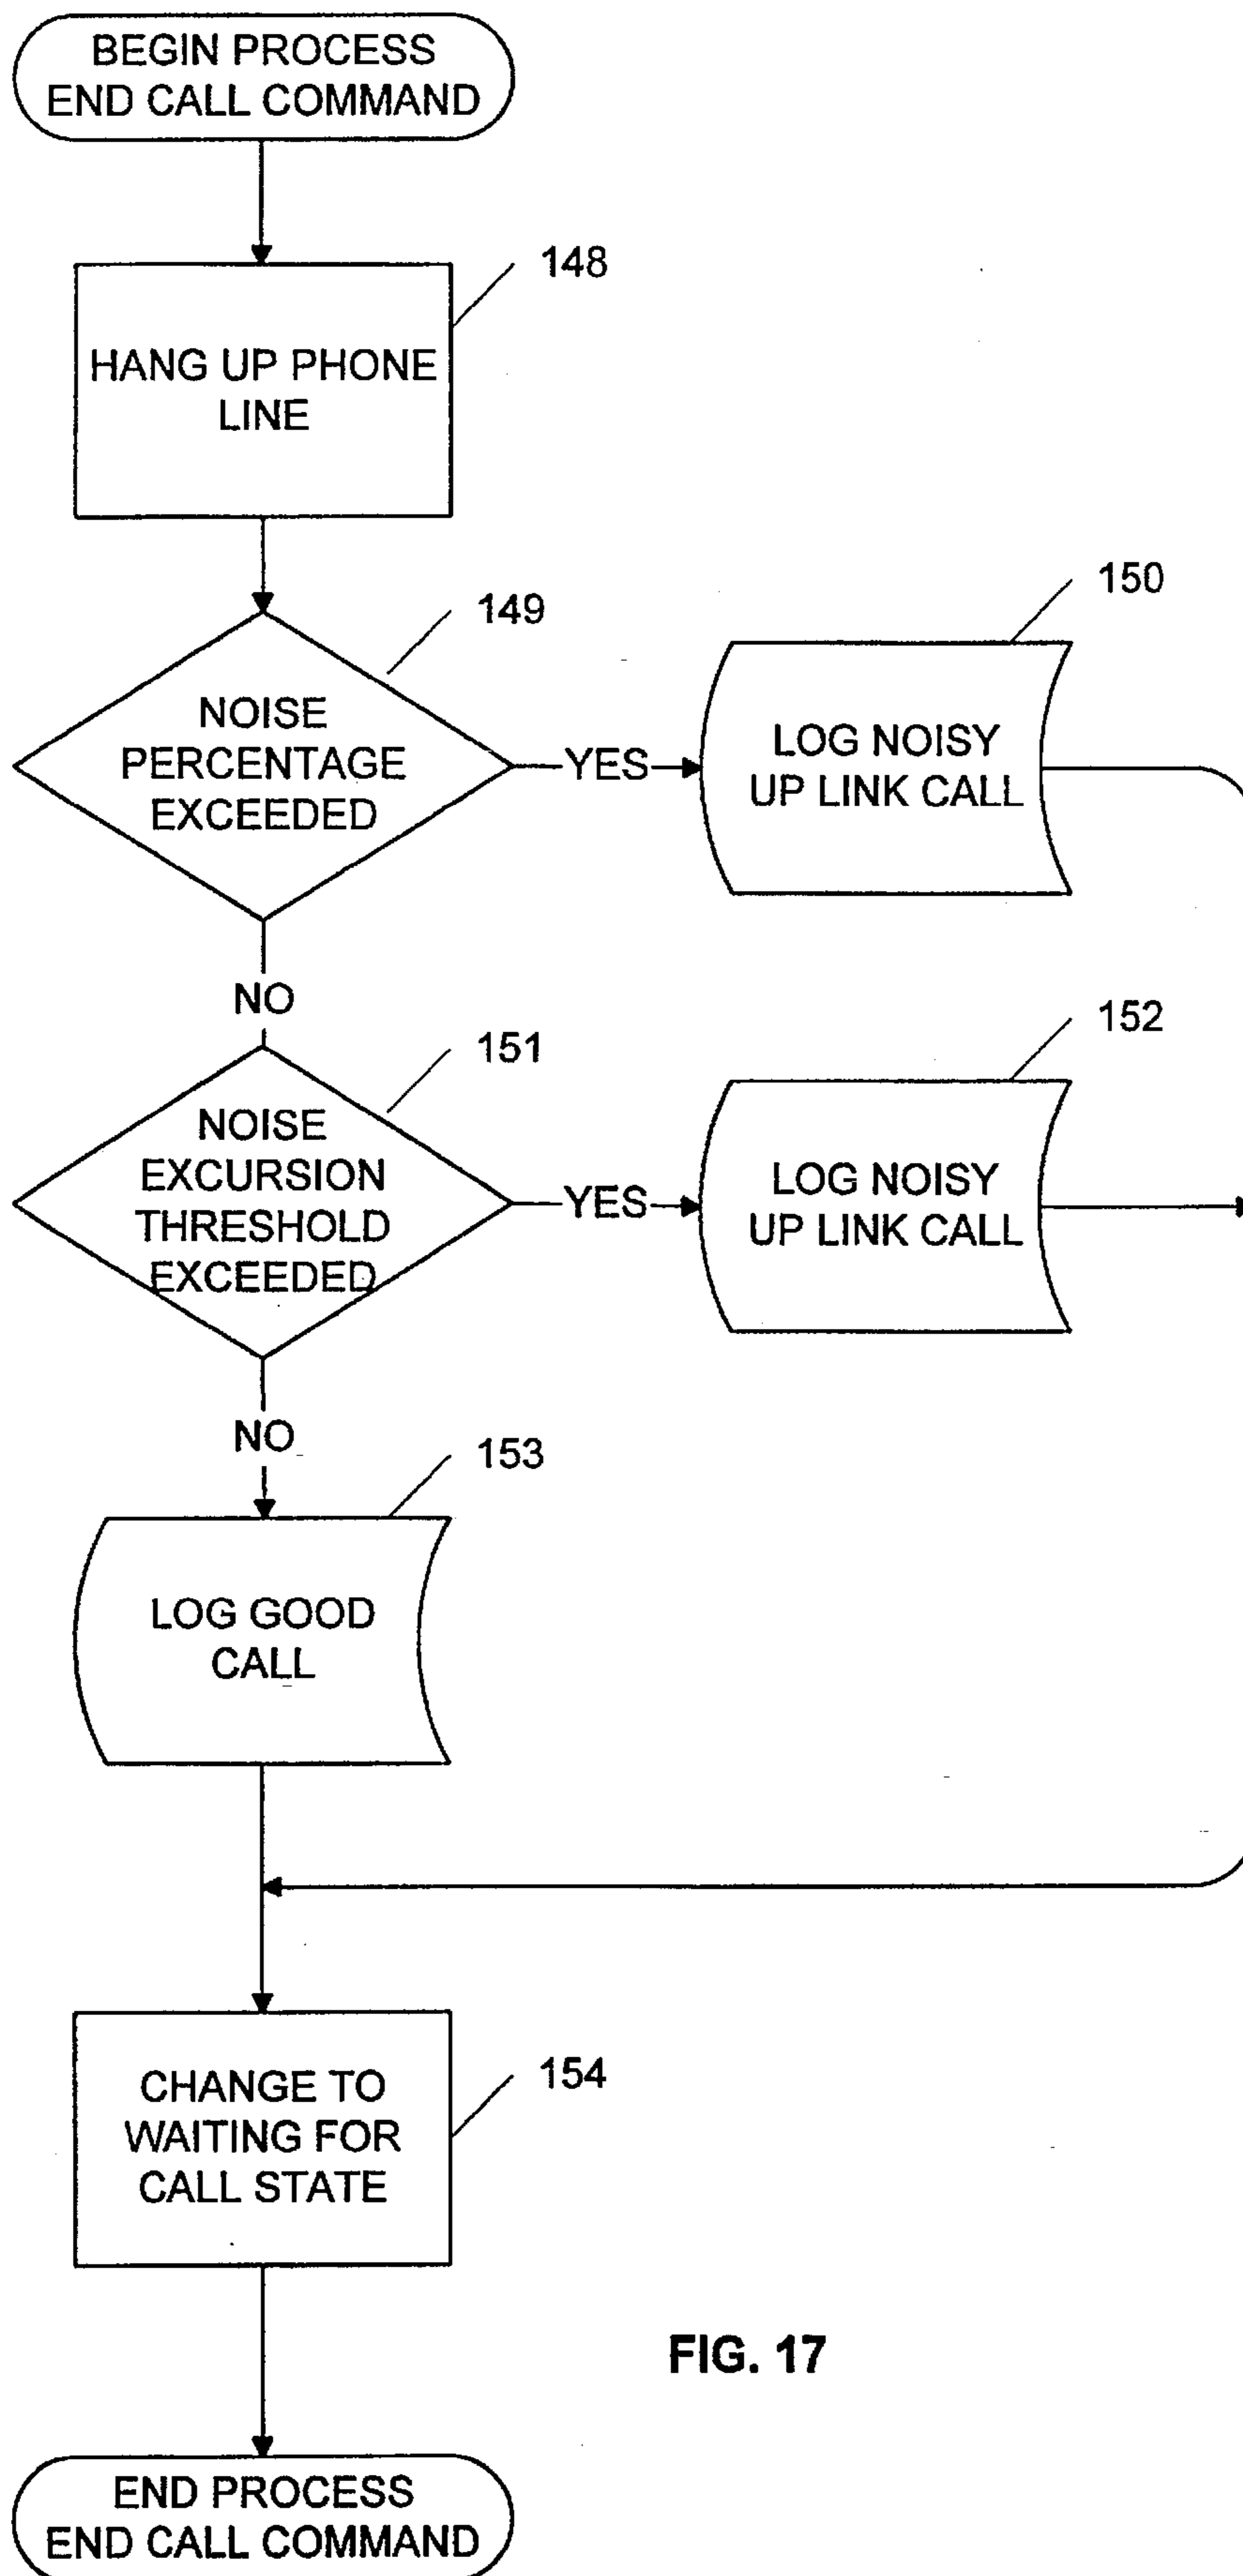 BEGIN PROCESS
END CALL COMMAND
148
HANG UP PHONE
LINE
149
NOISE
PERCENTAGE
EXCEEDED
YES
150
LOG NOISY
UP LINK CALL
NO
151
NOISE
EXCURSION
THRESHOLD
EXCEEDED
YES
152
LOG NOISY
UP LINK CALL
NO
153
LOG GOOD
CALL
154
CHANGE TO
WAITING FOR
CALL STATE
FIG. 17
END PROCESS
END CALL COMMAND